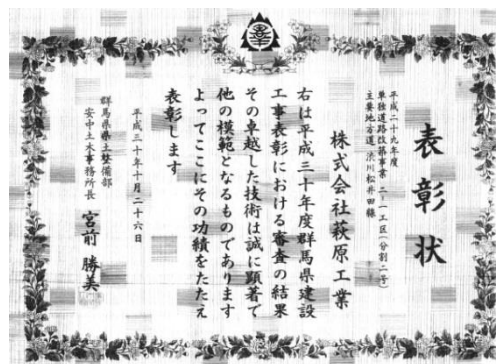 表彰状
平成二十九年度
単独道路改築事業 二−一工区(分割二号)
主要地方道 渋川松井田線
株式会社萩原工業
右は平成三十年度群馬県建設
工事表彰における審査の結果
その卓越した技術は誠に顕著で
他の模範となるものであります
よってここにその功績をたたえ
表彰します
平成三十年十月二十六日
群馬県県土整備部
安中土木事務所長 宮前 勝美